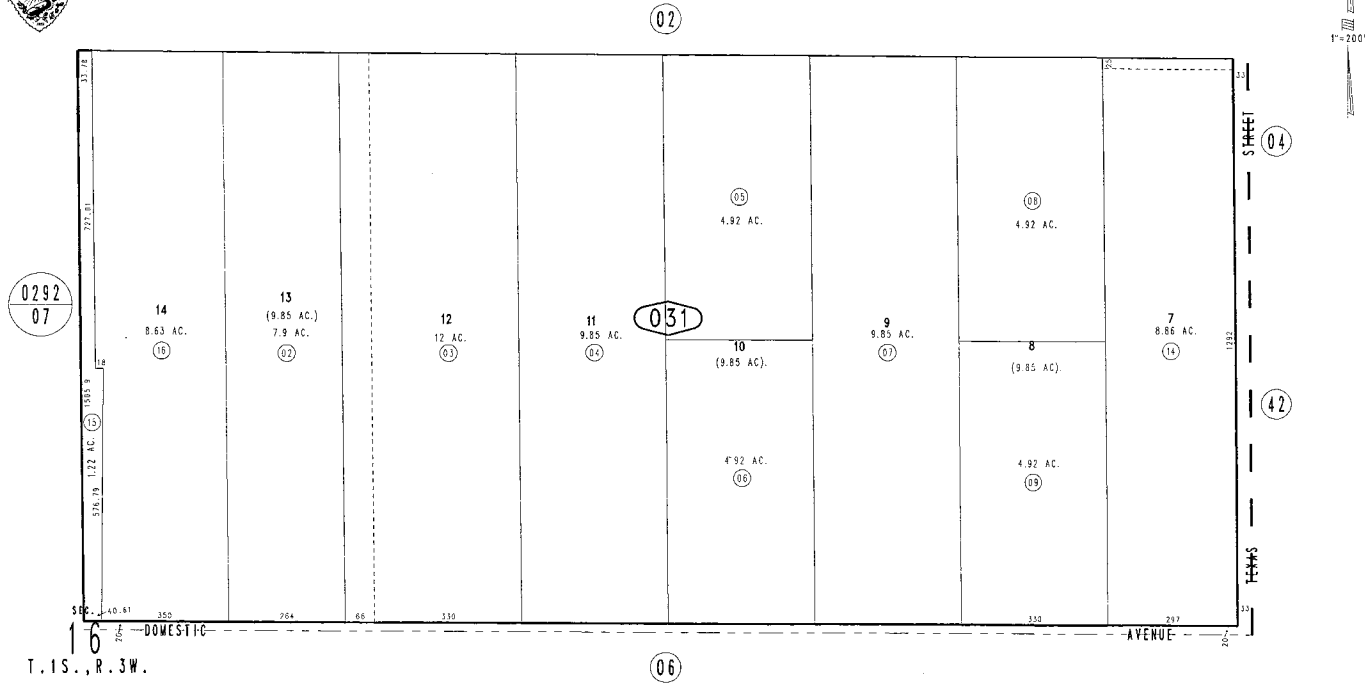 02
1"=200'
33.78
25
33
STREET
04
05
4.92 AC.
08
4.92 AC.
727.01
0292
07
14
8.63 AC.
16
13
(9.85 AC.)
7.9 AC.
02
12
12 AC.
03
11
9.85 AC.
04
031
10
(9.85 AC).
9
9.85 AC.
07
8
(9.85 AC).
7
8.86 AC.
14
1292
18
1505.9
15
1.22 AC.
576.79
42
4.92 AC.
06
4.92 AC.
09
TEXAS
SEC.
40.61
350
264
66
330
330
297
33
16
20
DOMESTIC
AVENUE
20
T.1S.,R.3W.
06